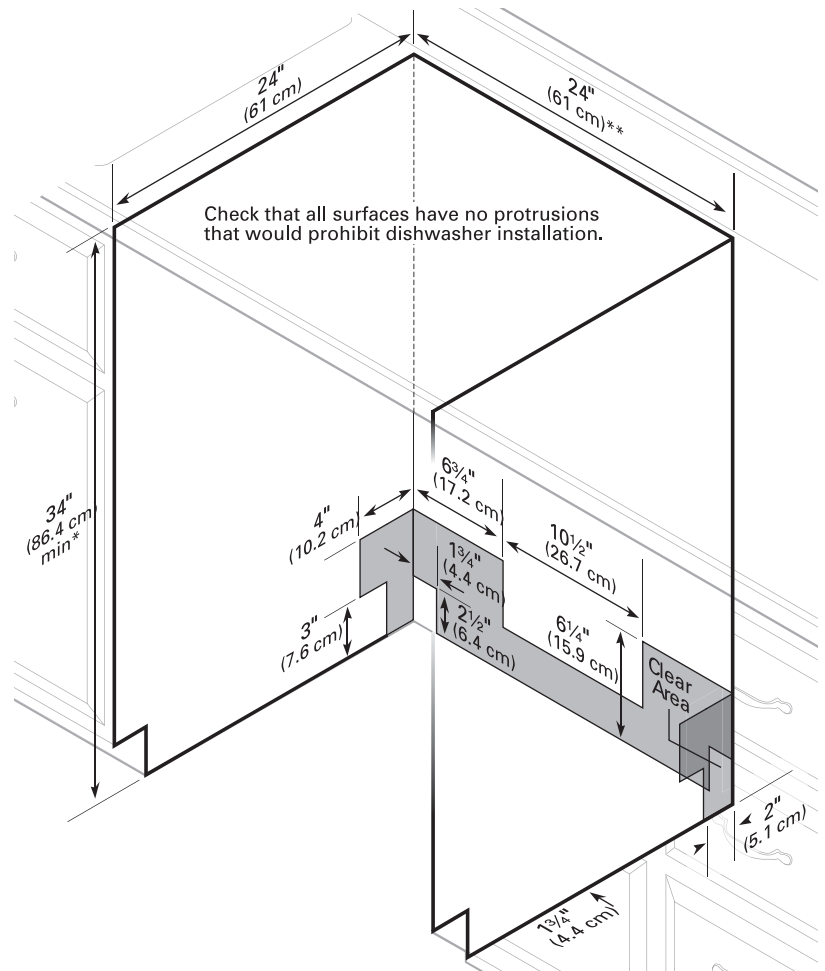 24"
(61 cm)
24"
(61 cm)**
Check that all surfaces have no protrusions
that would prohibit dishwasher installation.
34"
(86.4 cm)
min*
4"
(10.2 cm)
6¾"
(17.2 cm)
10½"
(26.7 cm)
1¾"
(4.4 cm)
3"
(7.6 cm)
2½"
(6.4 cm)
6¼"
(15.9 cm)
Clear
Area
2"
(5.1 cm)
1¾"
(4.4 cm)